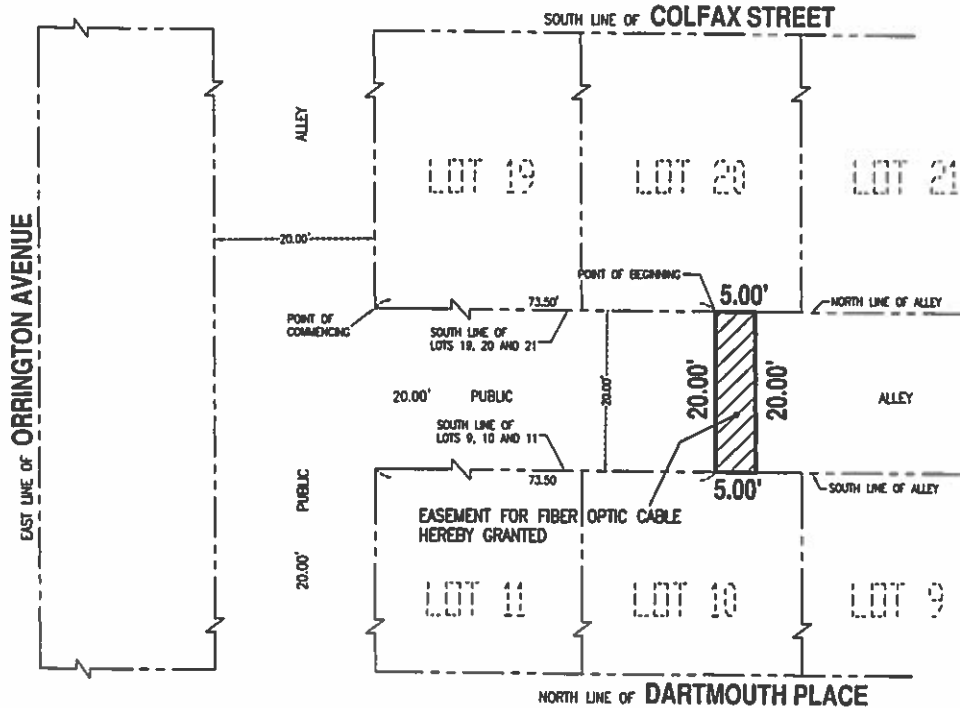 SOUTH LINE OF COLFAX STREET
ALLEY
LOT 19
LOT 20
LOT 21
EAST LINE OF ORRINGTON AVENUE
20.00'
POINT OF BEGINNING
5.00'
POINT OF
COMMENCING
73.50'
NORTH LINE OF ALLEY
SOUTH LINE OF
LOTS 19, 20 AND 21
20.00' PUBLIC
20.00'
20.00'
20.00'
ALLEY
SOUTH LINE OF
LOTS 9, 10 AND 11
73.50
5.00'
SOUTH LINE OF ALLEY
20.00' PUBLIC
EASEMENT FOR FIBER OPTIC CABLE
HEREBY GRANTED
LOT 11
LOT 10
LOT 9
NORTH LINE OF DARTMOUTH PLACE